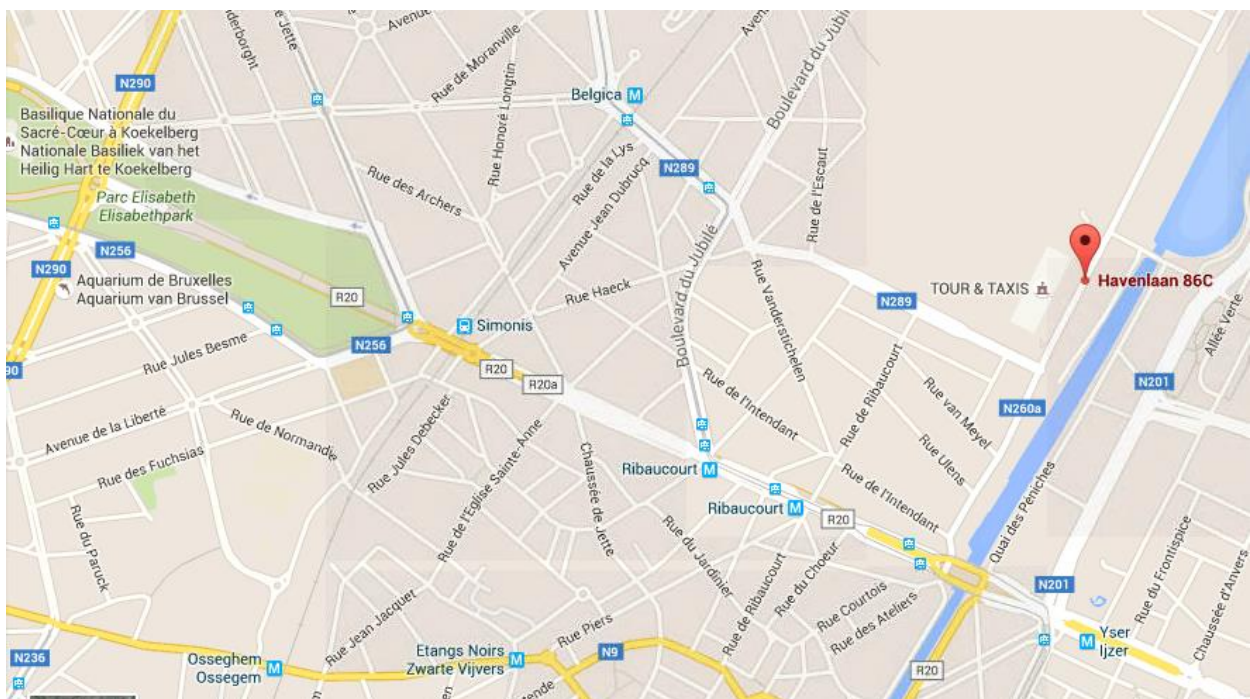 Avenue
de Jette
nderborght
Rue de Moranville
N290
Rue Honoré Longtin
Belgica
Boulevard du Jubil
Basilique Nationale du
Sacré-Cœur à Koekelberg
Nationale Basiliek van het
Heilig Hart te Koekelberg
Rue de la Lys
Avenue Jean Dubrucq
N289
Rue des Archers
Rue de l'Escaut
Parc Elisabeth
Elisabethpark
N256
N290
Aquarium de Bruxelles
Aquarium van Brussel
R20
Rue Haeck
Boulevard du Jubilé
Rue Vanderstichelen
N289
TOUR & TAXIS
Havenlaan 86C
Allée Verte
Simonis
N256
Rue Jules Besme
R20
R20a
90
N201
Rue de l'Intendant
Rue de Ribaucourt
Rue van Meyel
N260a
Rue Ulens
Avenue de la Liberté
Rue de Normandie
Rue Jules Debecker
Rue de l'Eglise Sainte-Anne
Chaussée de Jette
Rue des Fuchsias
Ribaucourt
Ribaucourt
Rue de l'Intendant
R20
Quai des Péniches
Rue du Paruck
Rue du Jardinier
Rue de Ribaucourt
Rue du Choeur
Rue Courtois
Rue des Ateliers
N201
Rue du Frontispice
Chaussée d'Anvers
Rue Jean Jacquet
Rue Piers
Yser
Ijzer
N236
Osseghem
Ossegem
Etangs Noirs
Zwarte Vijvers
N9
R20
tende